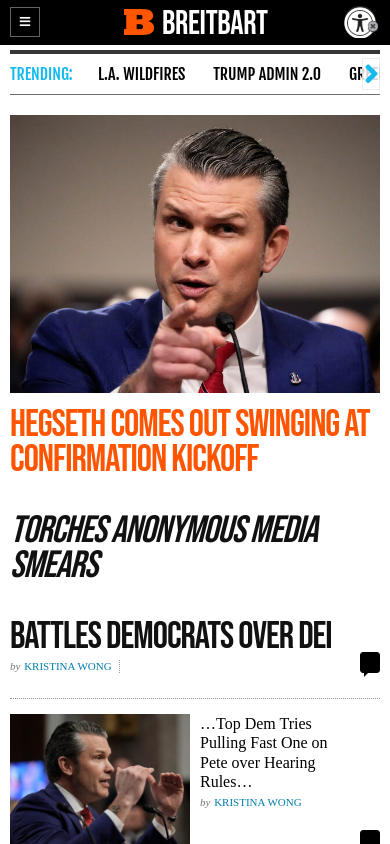 B BREITBART
TRENDING: L.A. WILDFIRES TRUMP ADMIN 2.0
HEGSETH COMES OUT SWINGING AT
CONFIRMATION KICKOFF
TORCHES ANONYMOUS MEDIA
SMEARS
BATTLES DEMOCRATS OVER DEI
by KRISTINA WONG
…Top Dem Tries
Pulling Fast One on
Pete over Hearing
Rules…
by KRISTINA WONG